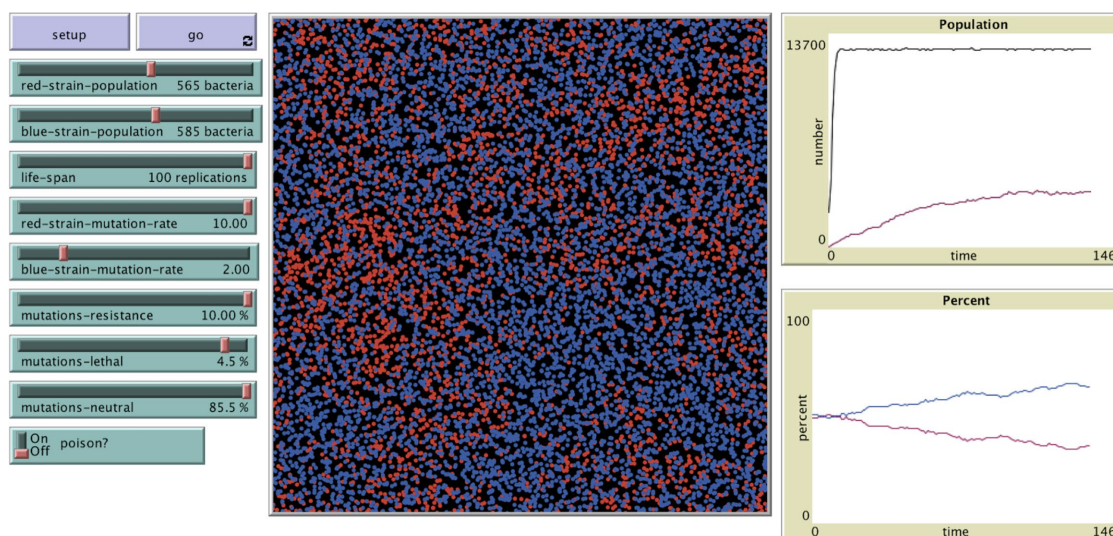 setup
go
red-strain-population 565 bacteria
blue-strain-population 585 bacteria
life-span 100 replications
red-strain-mutation-rate 10.00
blue-strain-mutation-rate 2.00
mutations-resistance 10.00 %
mutations-lethal 4.5 %
mutations-neutral 85.5 %
On
Off
poison?
Population
13700
number
0
0
time
146
Percent
100
percent
0
0
time
146